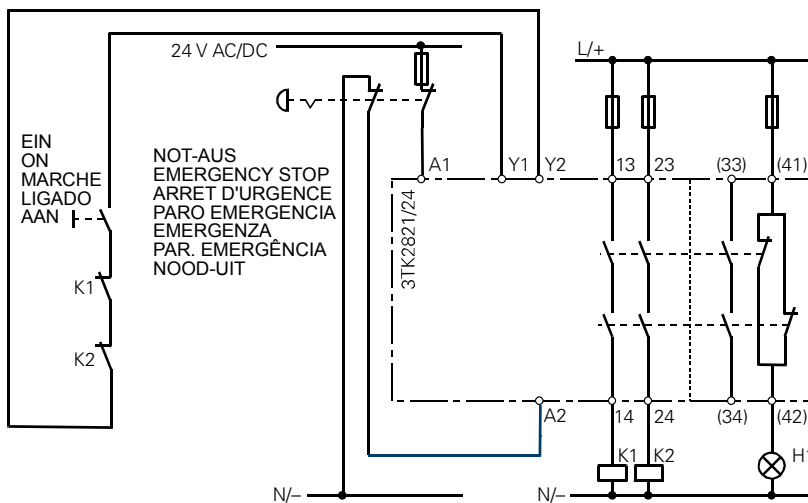 24 V AC/DC
L/+
EIN
ON
MARCHE
LIGADO
AAN
NOT-AUS
EMERGENCY STOP
ARRET D'URGENCE
PARO EMERGENCIA
EMERGENZA
PAR. EMERGÊNCIA
NOOD-UIT
A1
Y1
Y2
13
23
(33)
(41)
3TK2821/24
K1
K2
A2
14
24
(34)
(42)
K1
K2
H1
N/–
N/–